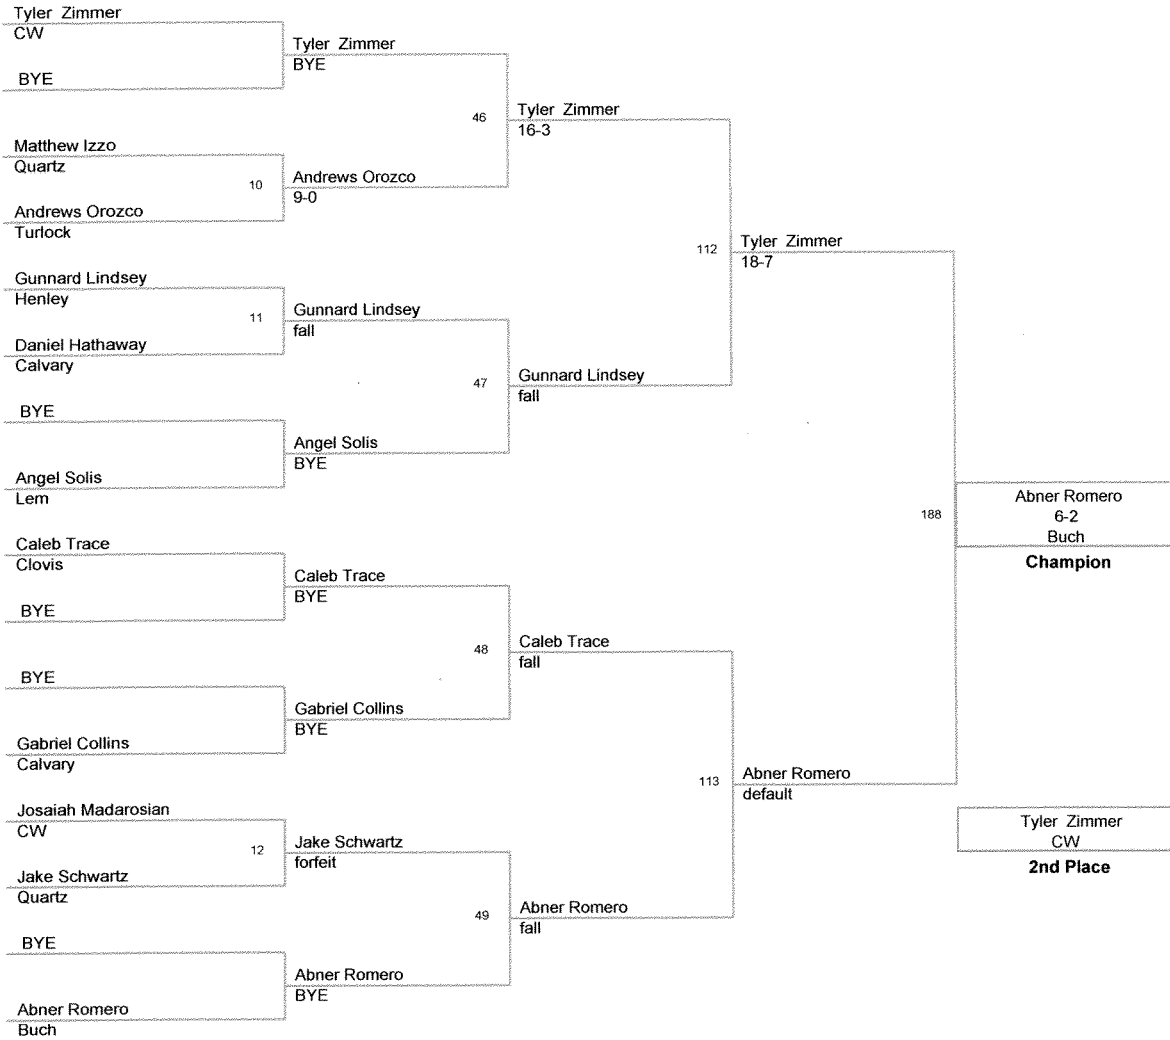 Tyler Zimmer
CW
BYE
Matthew Izzo
Quartz
Andrews Orozco
Turlock
Gunnard Lindsey
Henley
Daniel Hathaway
Calvary
BYE
Angel Solis
Lem
Caleb Trace
Clovis
BYE
BYE
Gabriel Collins
Calvary
Josaiah Madarosian
CW
Jake Schwartz
Quartz
BYE
Abner Romero
Buch
Tyler Zimmer
BYE
10
Andrews Orozco
9-0
11
Gunnard Lindsey
fall
Angel Solis
BYE
Caleb Trace
BYE
Gabriel Collins
BYE
12
Jake Schwartz
forfeit
Abner Romero
BYE
46
Tyler Zimmer
16-3
47
Gunnard Lindsey
fall
48
Caleb Trace
fall
49
Abner Romero
fall
112
Tyler Zimmer
18-7
113
Abner Romero
default
188
Abner Romero
6-2
Buch
Champion
Tyler Zimmer
CW
2nd Place